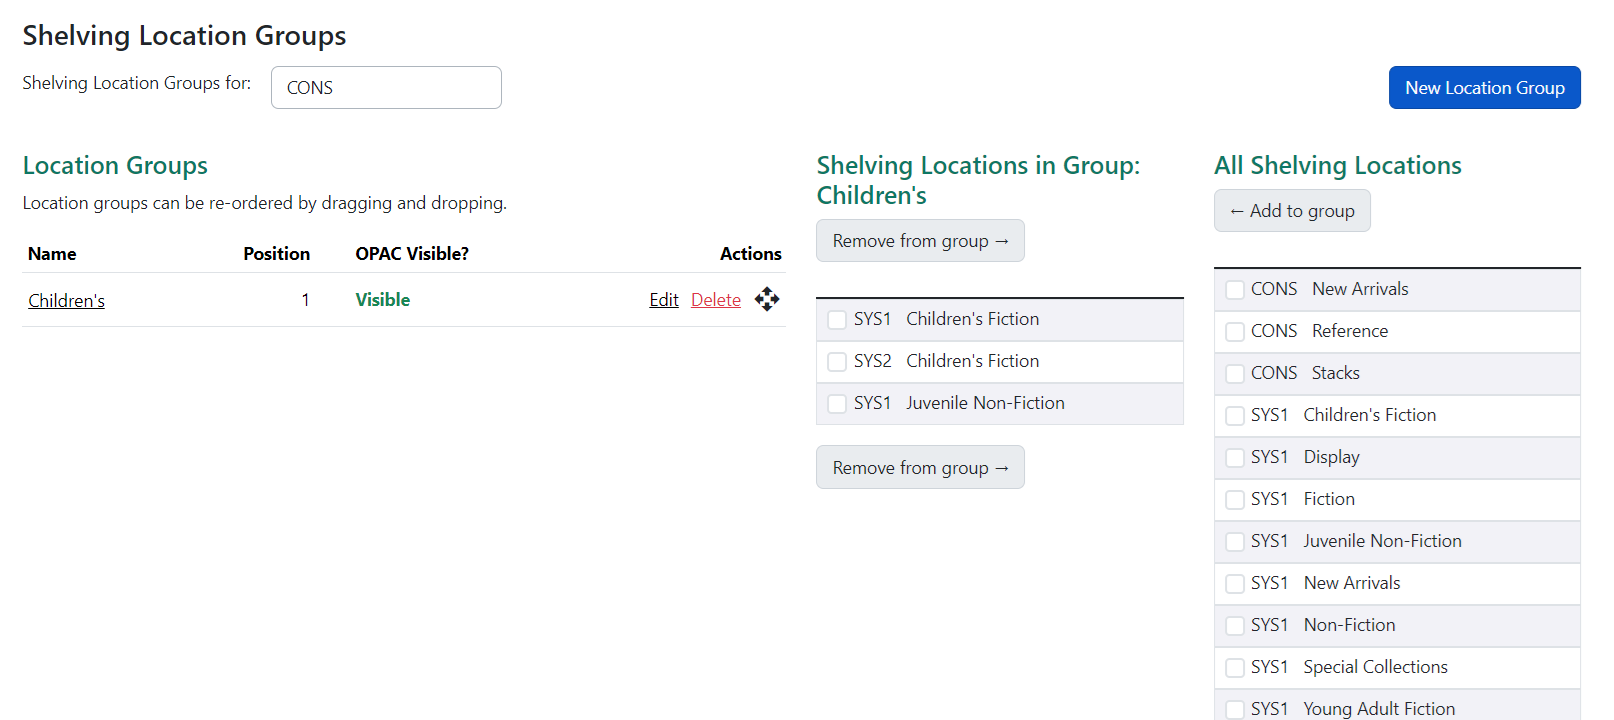 Shelving Location Groups
Shelving Location Groups for:
CONS
New Location Group
Location Groups
Location groups can be re-ordered by dragging and dropping.
Name Position OPAC Visible? Actions
Children's 1 Visible Edit Delete
Shelving Locations in Group:
Children's
Remove from group →
SYS1 Children's Fiction
SYS2 Children's Fiction
SYS1 Juvenile Non-Fiction
Remove from group →
All Shelving Locations
← Add to group
CONS New Arrivals
CONS Reference
CONS Stacks
SYS1 Children's Fiction
SYS1 Display
SYS1 Fiction
SYS1 Juvenile Non-Fiction
SYS1 New Arrivals
SYS1 Non-Fiction
SYS1 Special Collections
SYS1 Young Adult Fiction